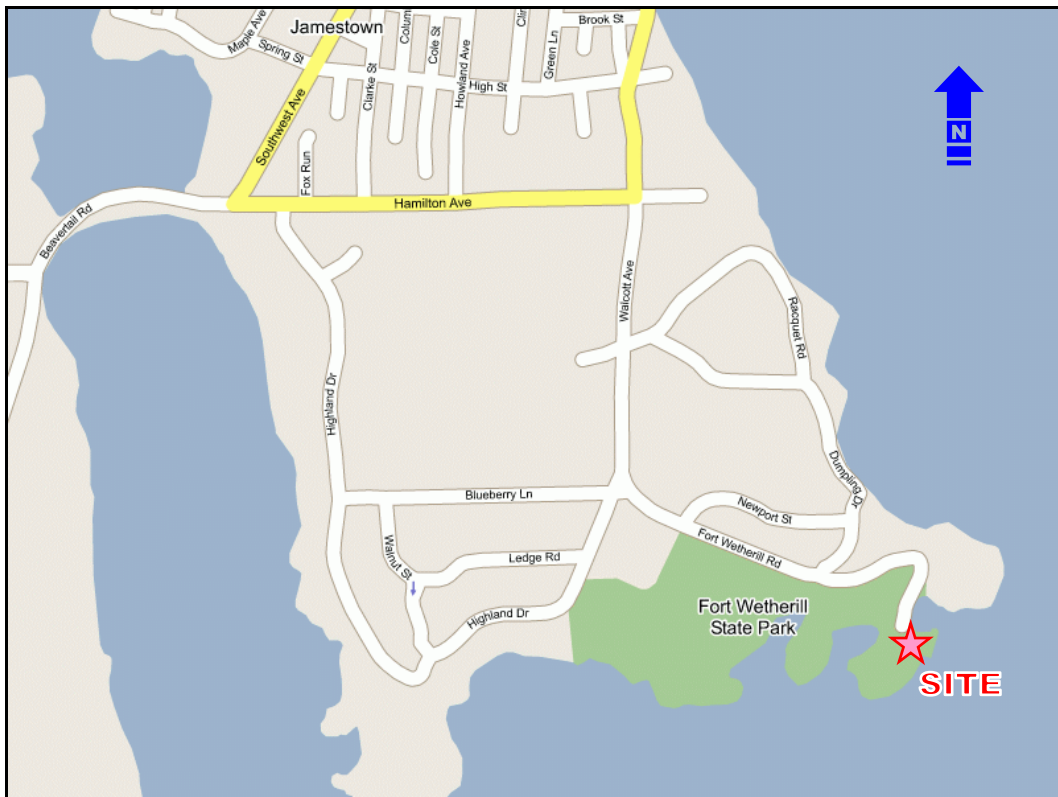 Jamestown
Maple Ave
Spring St
Southwest Ave
Clarke St
Colum
Cole St
Howland Ave
High St
Clin
Green Ln
Brook St
N
Fox Run
Hamilton Ave
Beavertail Rd
Walcott Ave
Racquet Rd
Highland Dr
Dumpling Dr
Blueberry Ln
Newport St
Fort Wetherill Rd
Walnut St
Ledge Rd
Highland Dr
Fort Wetherill
State Park
SITE